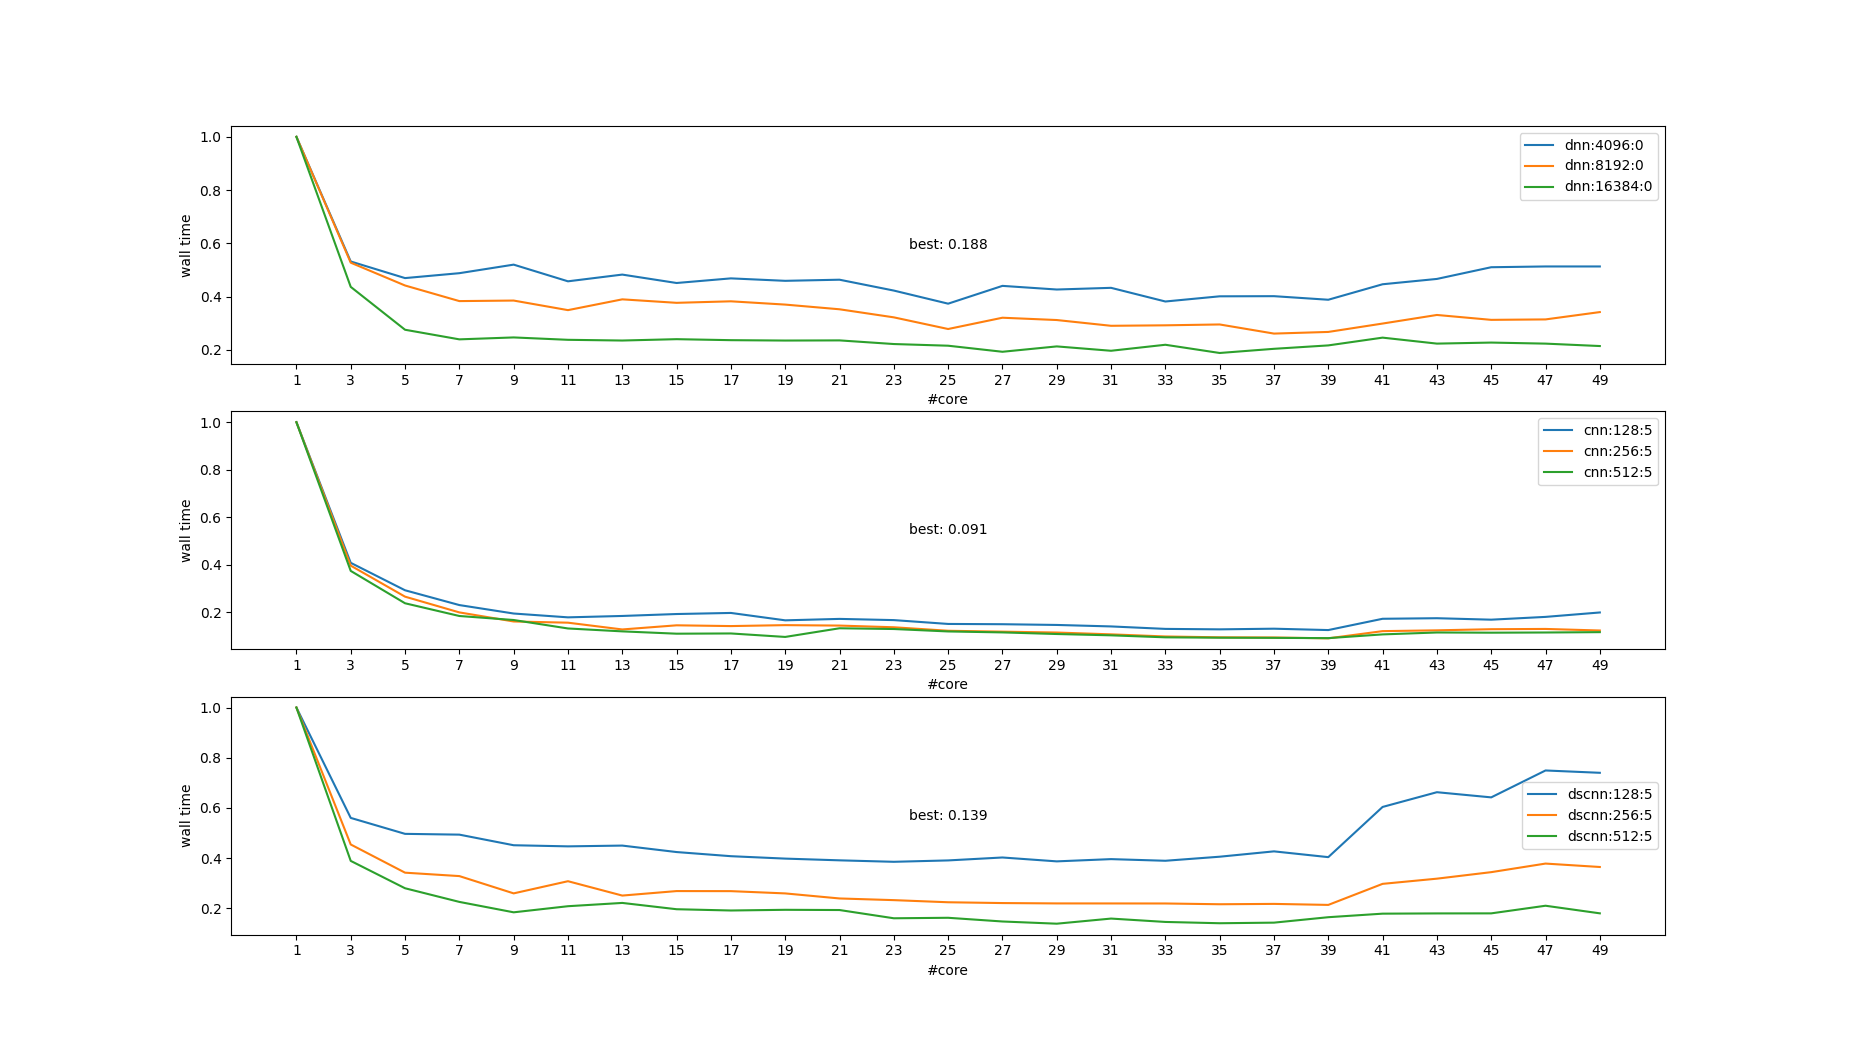 1.0
0.8
0.6
0.4
0.2
wall time
dnn:4096:0
dnn:8192:0
dnn:16384:0
best: 0.188
1 3 5 7 9 11 13 15 17 19 21 23 25 27 29 31 33 35 37 39 41 43 45 47 49
#core
1.0
0.8
0.6
0.4
0.2
wall time
cnn:128:5
cnn:256:5
cnn:512:5
best: 0.091
1 3 5 7 9 11 13 15 17 19 21 23 25 27 29 31 33 35 37 39 41 43 45 47 49
#core
1.0
0.8
0.6
0.4
0.2
wall time
dscnn:128:5
dscnn:256:5
dscnn:512:5
best: 0.139
1 3 5 7 9 11 13 15 17 19 21 23 25 27 29 31 33 35 37 39 41 43 45 47 49
#core